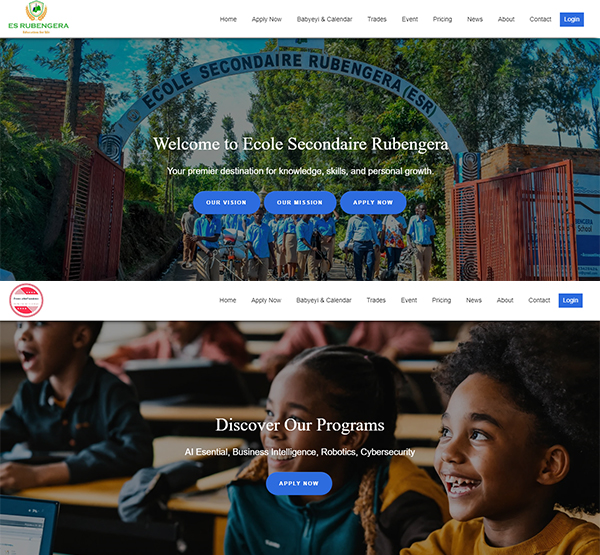 ES RUBENGERA
Education for life
Home Apply Now Babyeyi & Calendar Trades Event Pricing News About Contact Login
ECOLE SECONDAIRE RUBENGERA (ESR)
Welcome to Ecole Secondaire Rubengera
Your premier destination for knowledge, skills, and personal growth.
OUR VISION OUR MISSION APPLY NOW
School
Home Apply Now Babyeyi & Calendar Trades Event Pricing News About Contact Login
Discover Our Programs
AI Esential, Business Intelligence, Robotics, Cybersecurity
APPLY NOW